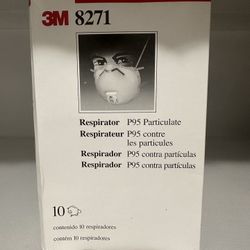 3M 8271
Respirator P95 Particulate
Respirateur P95 contre
les particules
Respirador P95 contra partículas
Respirador P95 contra partículas
10
contenido 10 respiradores
contém 10 respiradores